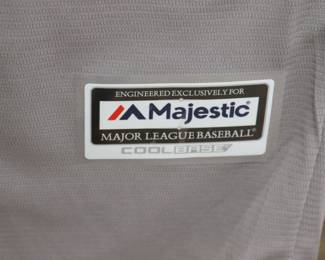 ENGINEERED EXCLUSIVELY FOR
Majestic®
MAJOR LEAGUE BASEBALL®
COOLBASE